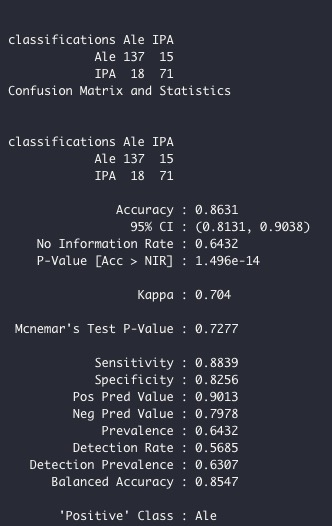 classifications Ale IPA
Ale 137 15
IPA 18 71
Confusion Matrix and Statistics
classifications Ale IPA
Ale 137 15
IPA 18 71
Accuracy : 0.8631
95% CI : (0.8131, 0.9038)
No Information Rate : 0.6432
P-Value [Acc > NIR] : 1.496e-14
Kappa : 0.704
Mcnemar's Test P-Value : 0.7277
Sensitivity : 0.8839
Specificity : 0.8256
Pos Pred Value : 0.9013
Neg Pred Value : 0.7978
Prevalence : 0.6432
Detection Rate : 0.5685
Detection Prevalence : 0.6307
Balanced Accuracy : 0.8547
'Positive' Class : Ale